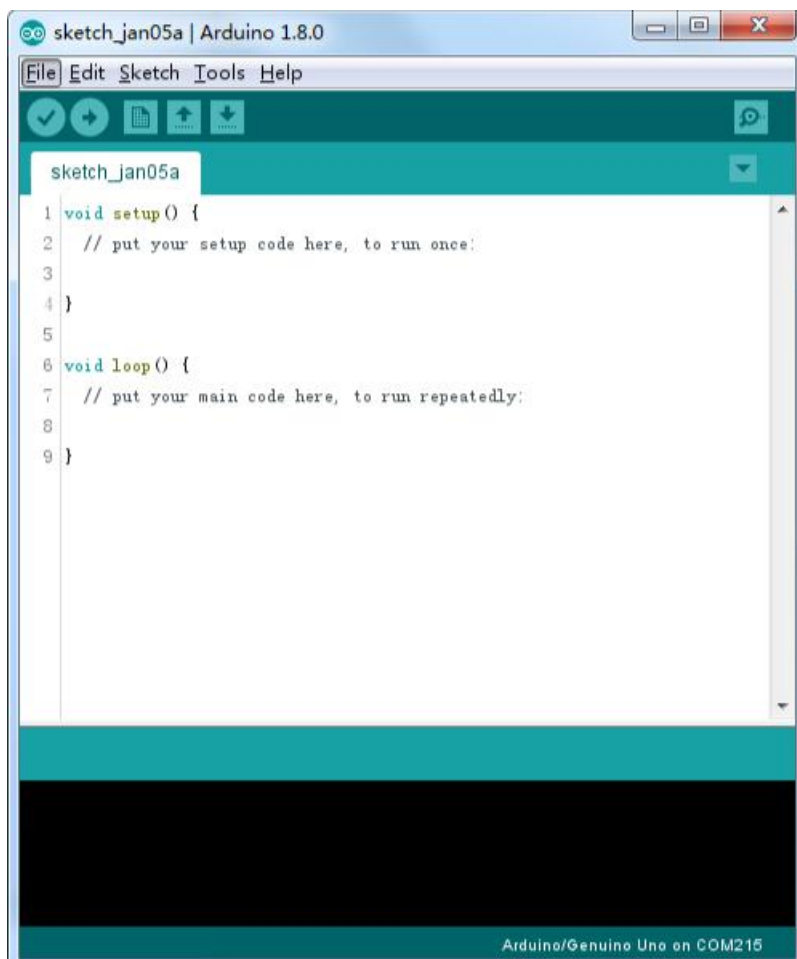 sketch_jan05a | Arduino 1.8.0
File Edit Sketch Tools Help
sketch_jan05a
1 void setup() {
2 // put your setup code here, to run once:
3
4 }
5
6 void loop() {
7 // put your main code here, to run repeatedly:
8
9 }
Arduino/Genuino Uno on COM215